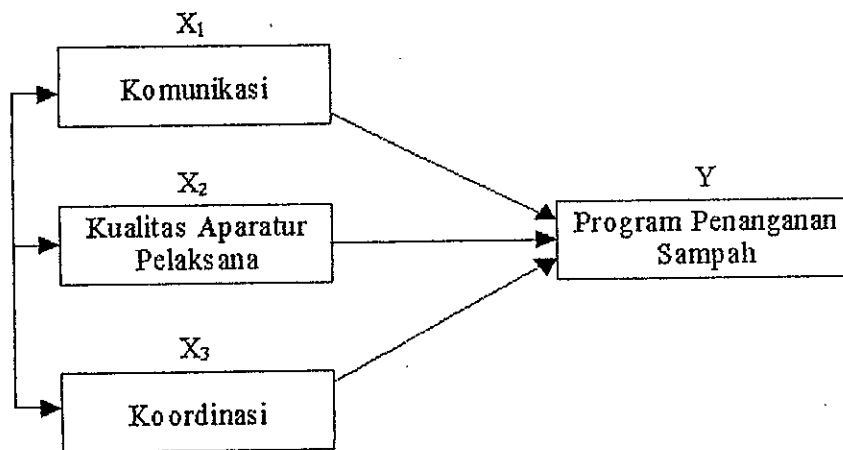 X₁
Komunikasi
X₂
Kualitas Aparatur
Pelaksana
X₃
Koordinasi
Y
Program Penanganan
Sampah